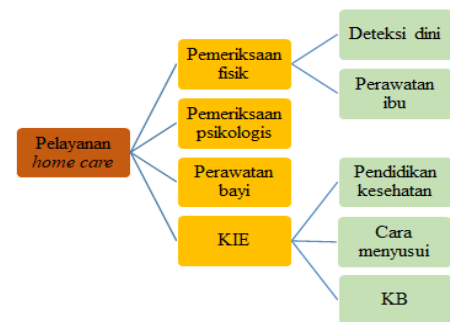 Pelayanan
home care
Pemeriksaan
fisik
Pemeriksaan
psikologis
Perawatan
bayi
KIE
Deteksi dini
Perawatan
ibu
Pendidikan
kesehatan
Cara
menyusui
KB